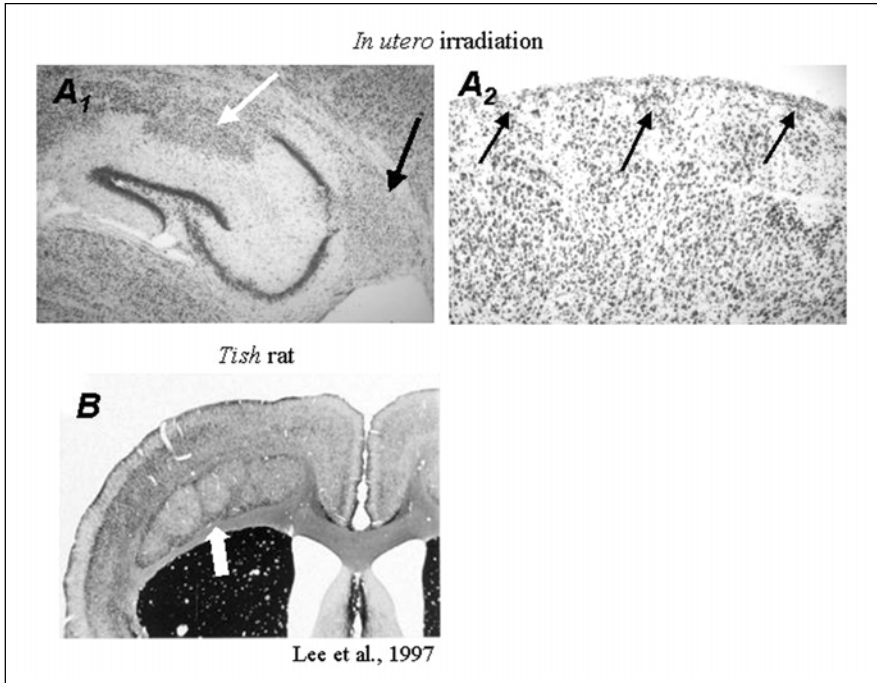 In utero irradiation
A1
A2
Tish rat
B
Lee et al., 1997